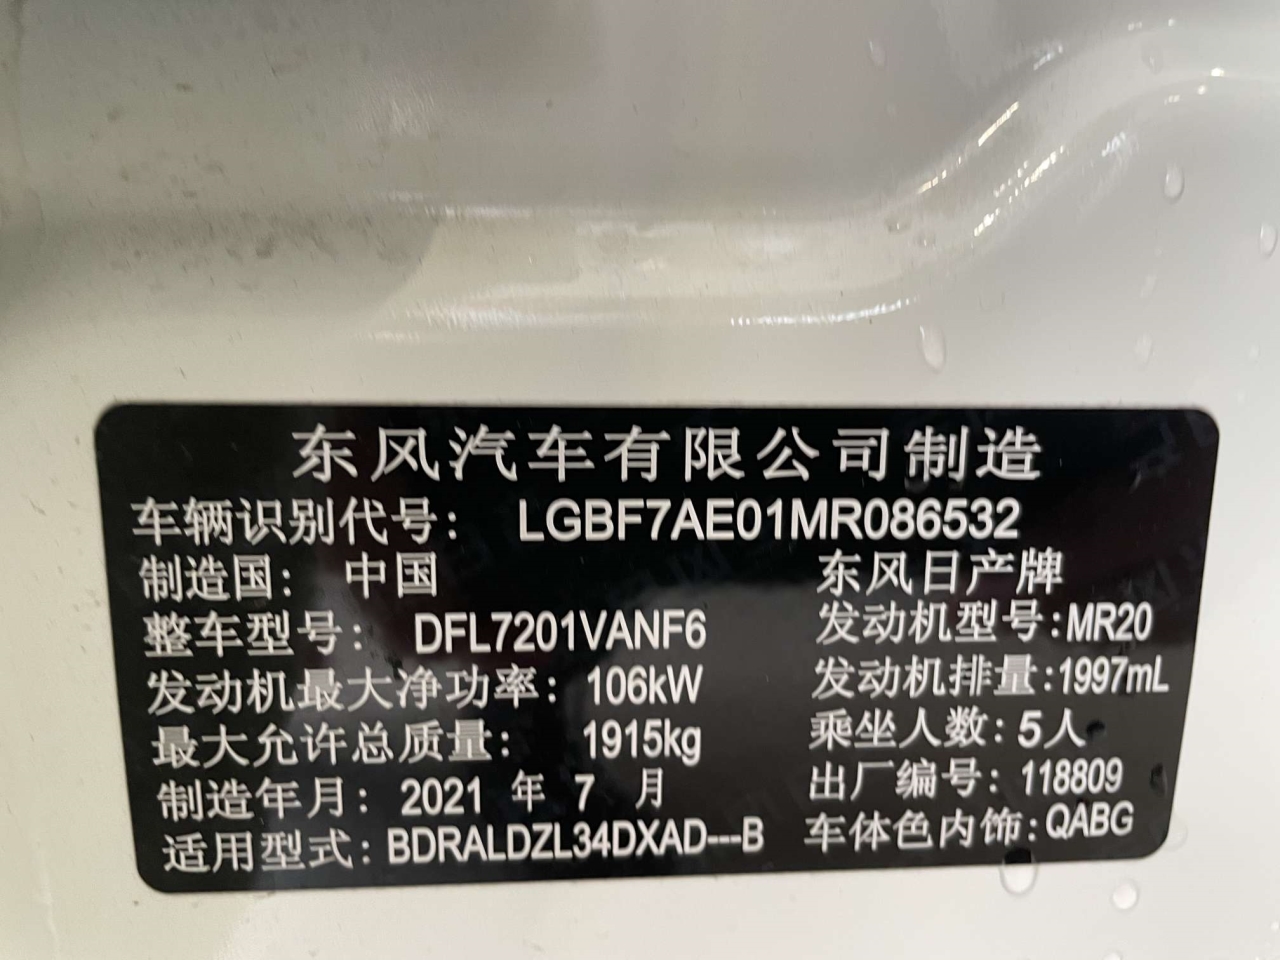 东风汽车有限公司制造
车辆识别代号: LGBF7AE01MR086532
制造国: 中国 东风日产牌
整车型号: DFL7201VANF6 发动机型号:MR20
发动机最大净功率: 106kW 发动机排量:1997mL
最大允许总质量: 1915kg 乘坐人数: 5人
制造年月: 2021 年 7 月 出厂编号: 118809
适用型式: BDRALDZL34DXAD---B 车体色内饰:QABG